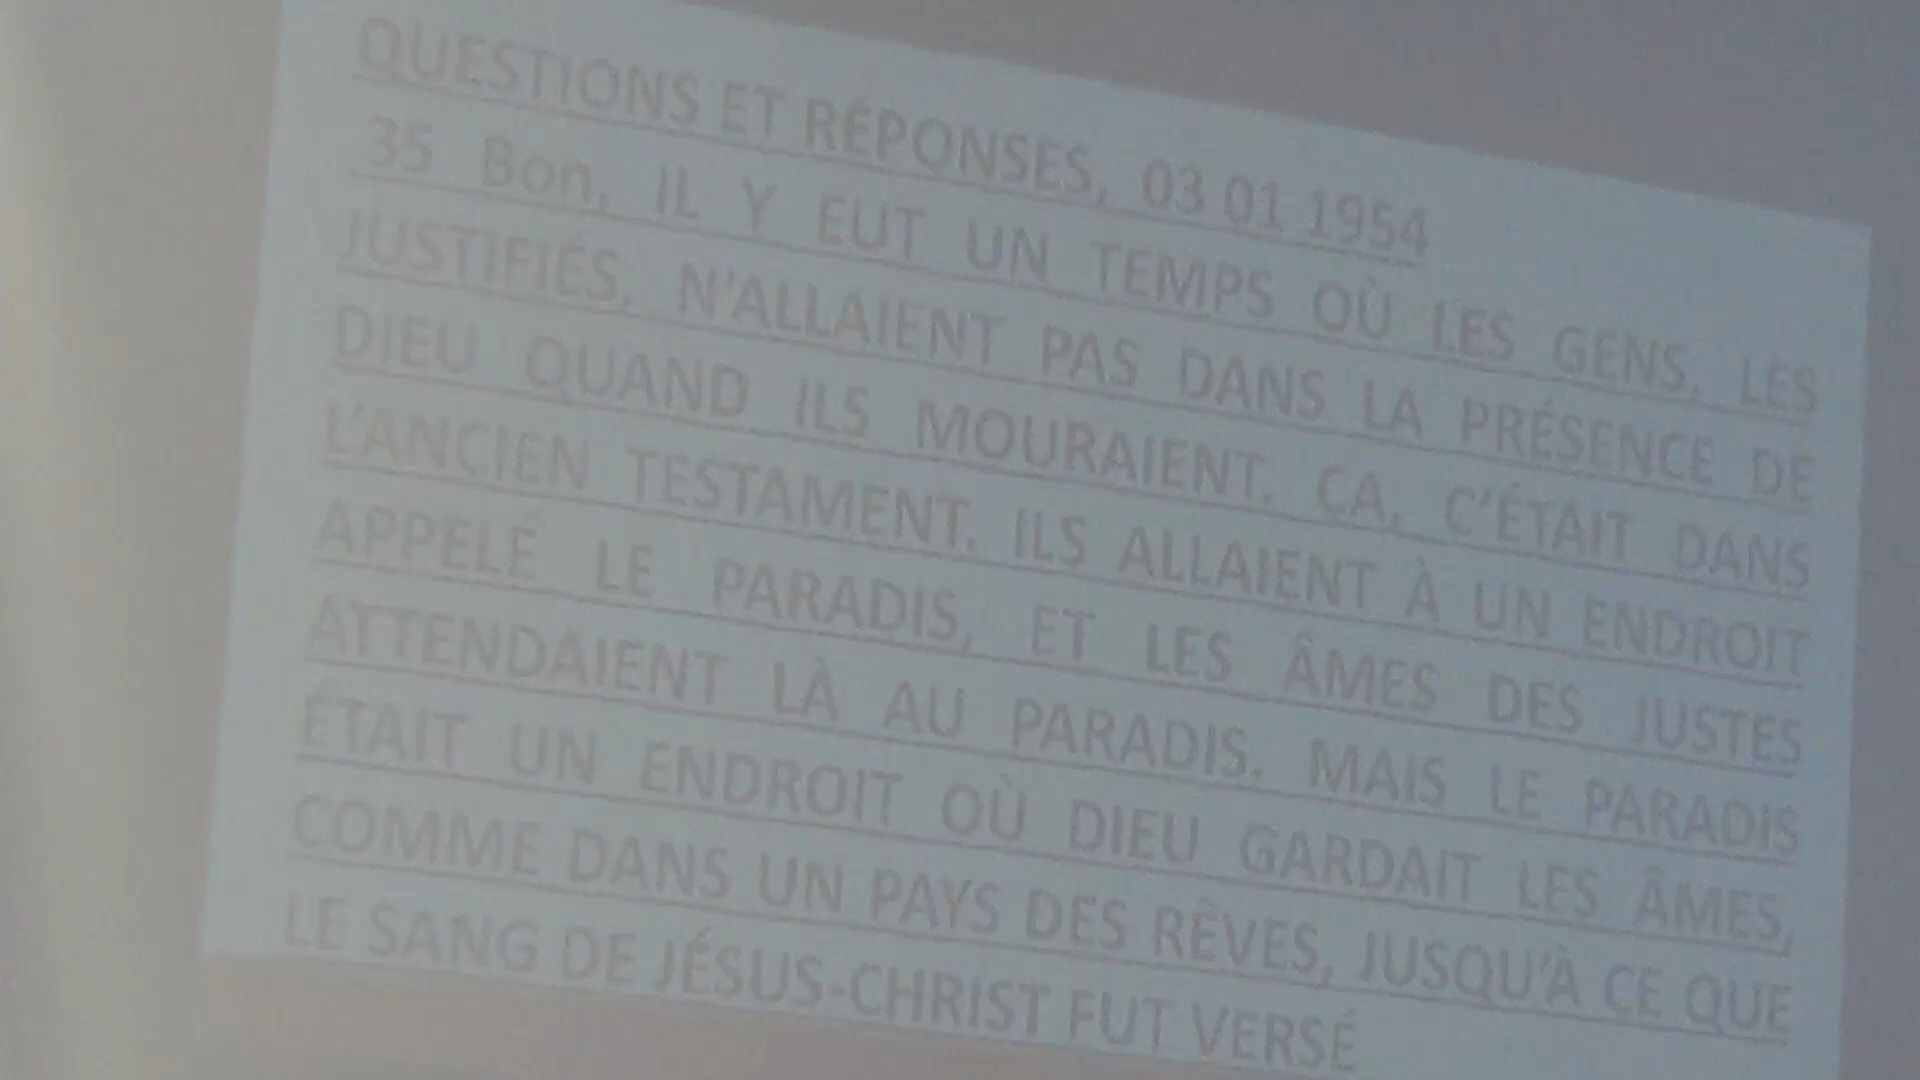 QUESTIONS ET RÉPONSES, 03 01 1954
35 Bon, IL Y EUT UN TEMPS OÙ LES GENS, LES
JUSTIFIÉS, N'ALLAIENT PAS DANS LA PRÉSENCE DE
DIEU QUAND ILS MOURAIENT. ÇA, C'ÉTAIT DANS
L'ANCIEN TESTAMENT. ILS ALLAIENT À UN ENDROIT
APPELÉ LE PARADIS, ET LES ÂMES DES JUSTES
ATTENDAIENT LÀ AU PARADIS. MAIS LE PARADIS
ÉTAIT UN ENDROIT OÙ DIEU GARDAIT LES ÂMES,
COMME DANS UN PAYS DES RÊVES, JUSQU'À CE QUE
LE SANG DE JÉSUS-CHRIST FUT VERSÉ